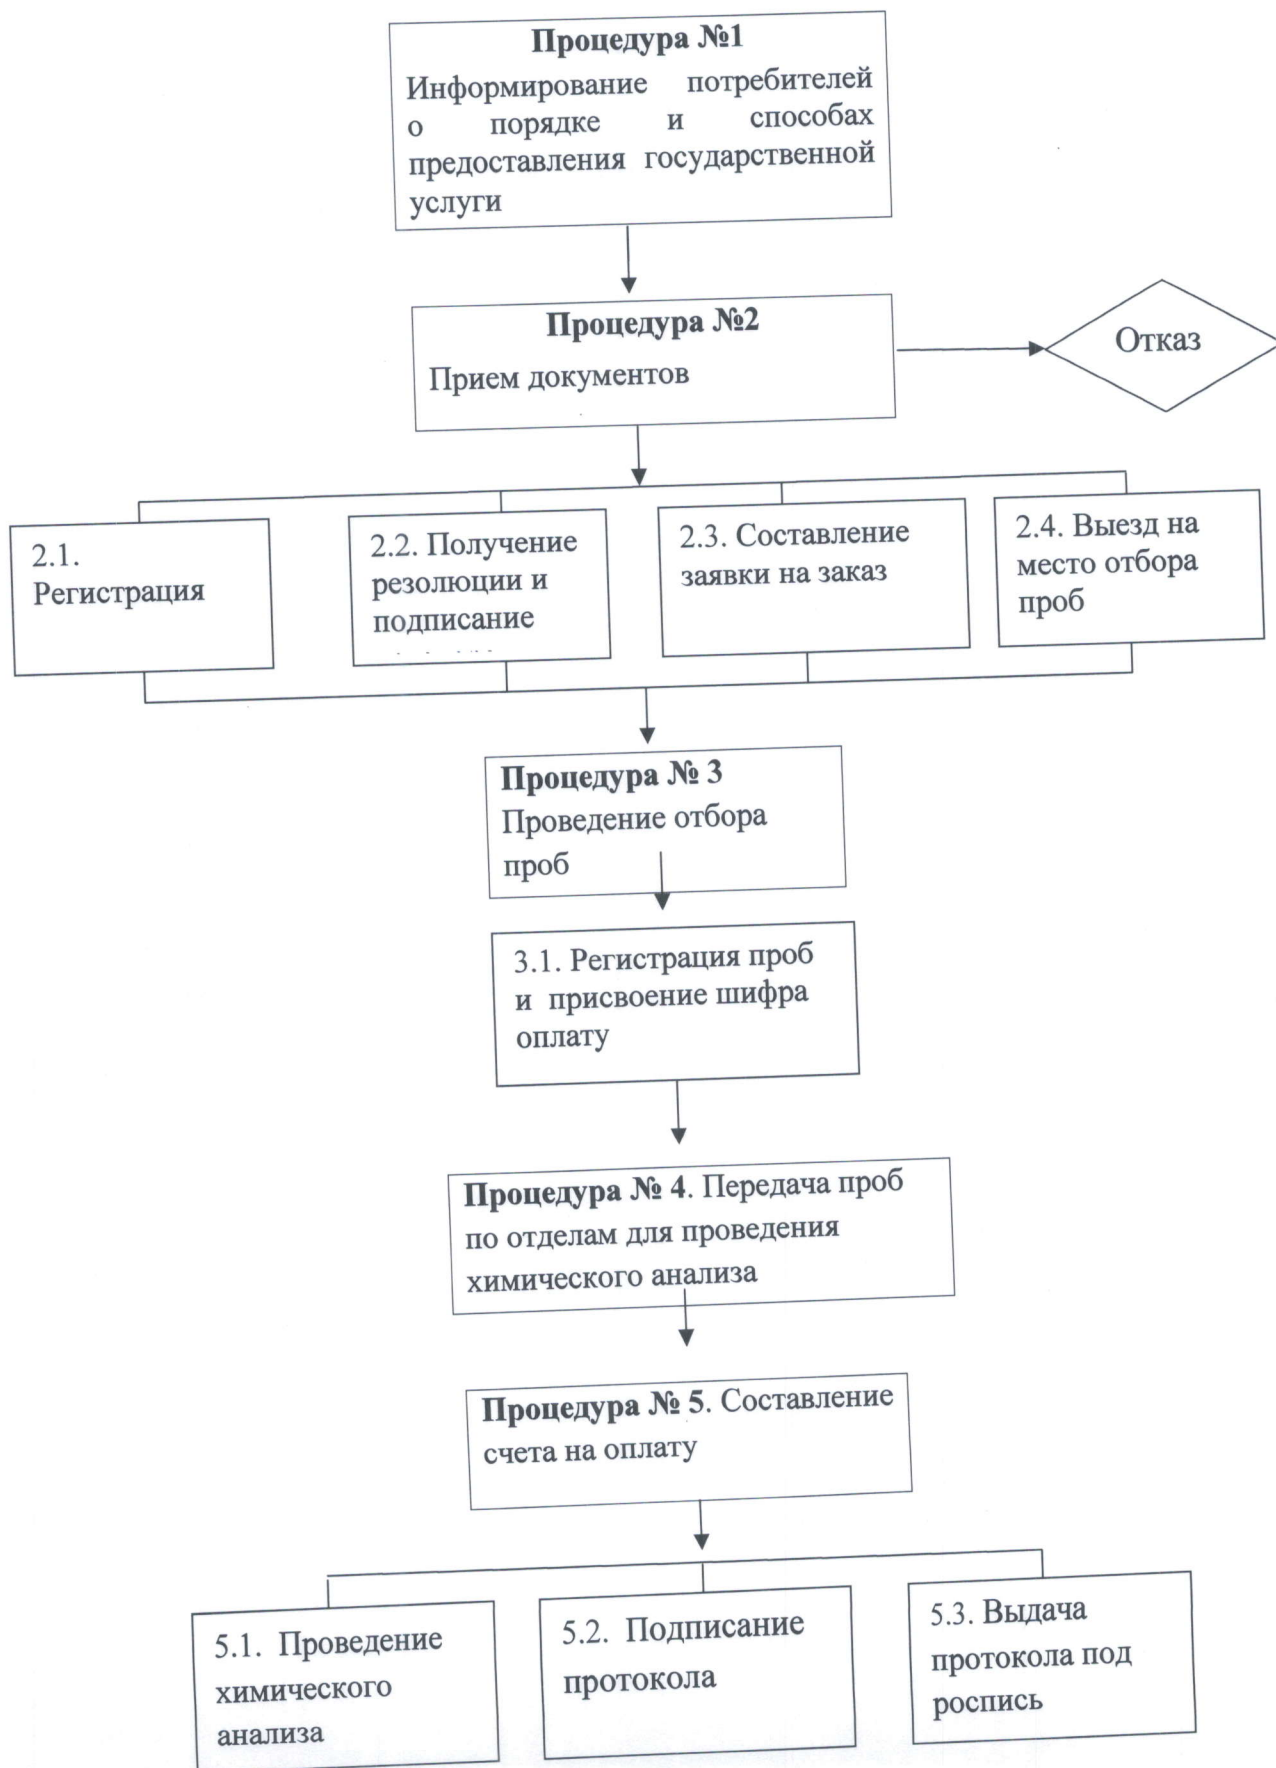 Процедура №1
Информирование потребителей
о порядке и способах
предоставления государственной
услуги
Процедура №2
Прием документов
Отказ
2.1.
Регистрация
2.2. Получение
резолюции и
подписание
2.3. Составление
заявки на заказ
2.4. Выезд на
место отбора
проб
Процедура № 3
Проведение отбора
проб
3.1. Регистрация проб
и присвоение шифра
оплату
Процедура № 4. Передача проб
по отделам для проведения
химического анализа
Процедура № 5. Составление
счета на оплату
5.1. Проведение
химического
анализа
5.2. Подписание
протокола
5.3. Выдача
протокола под
роспись